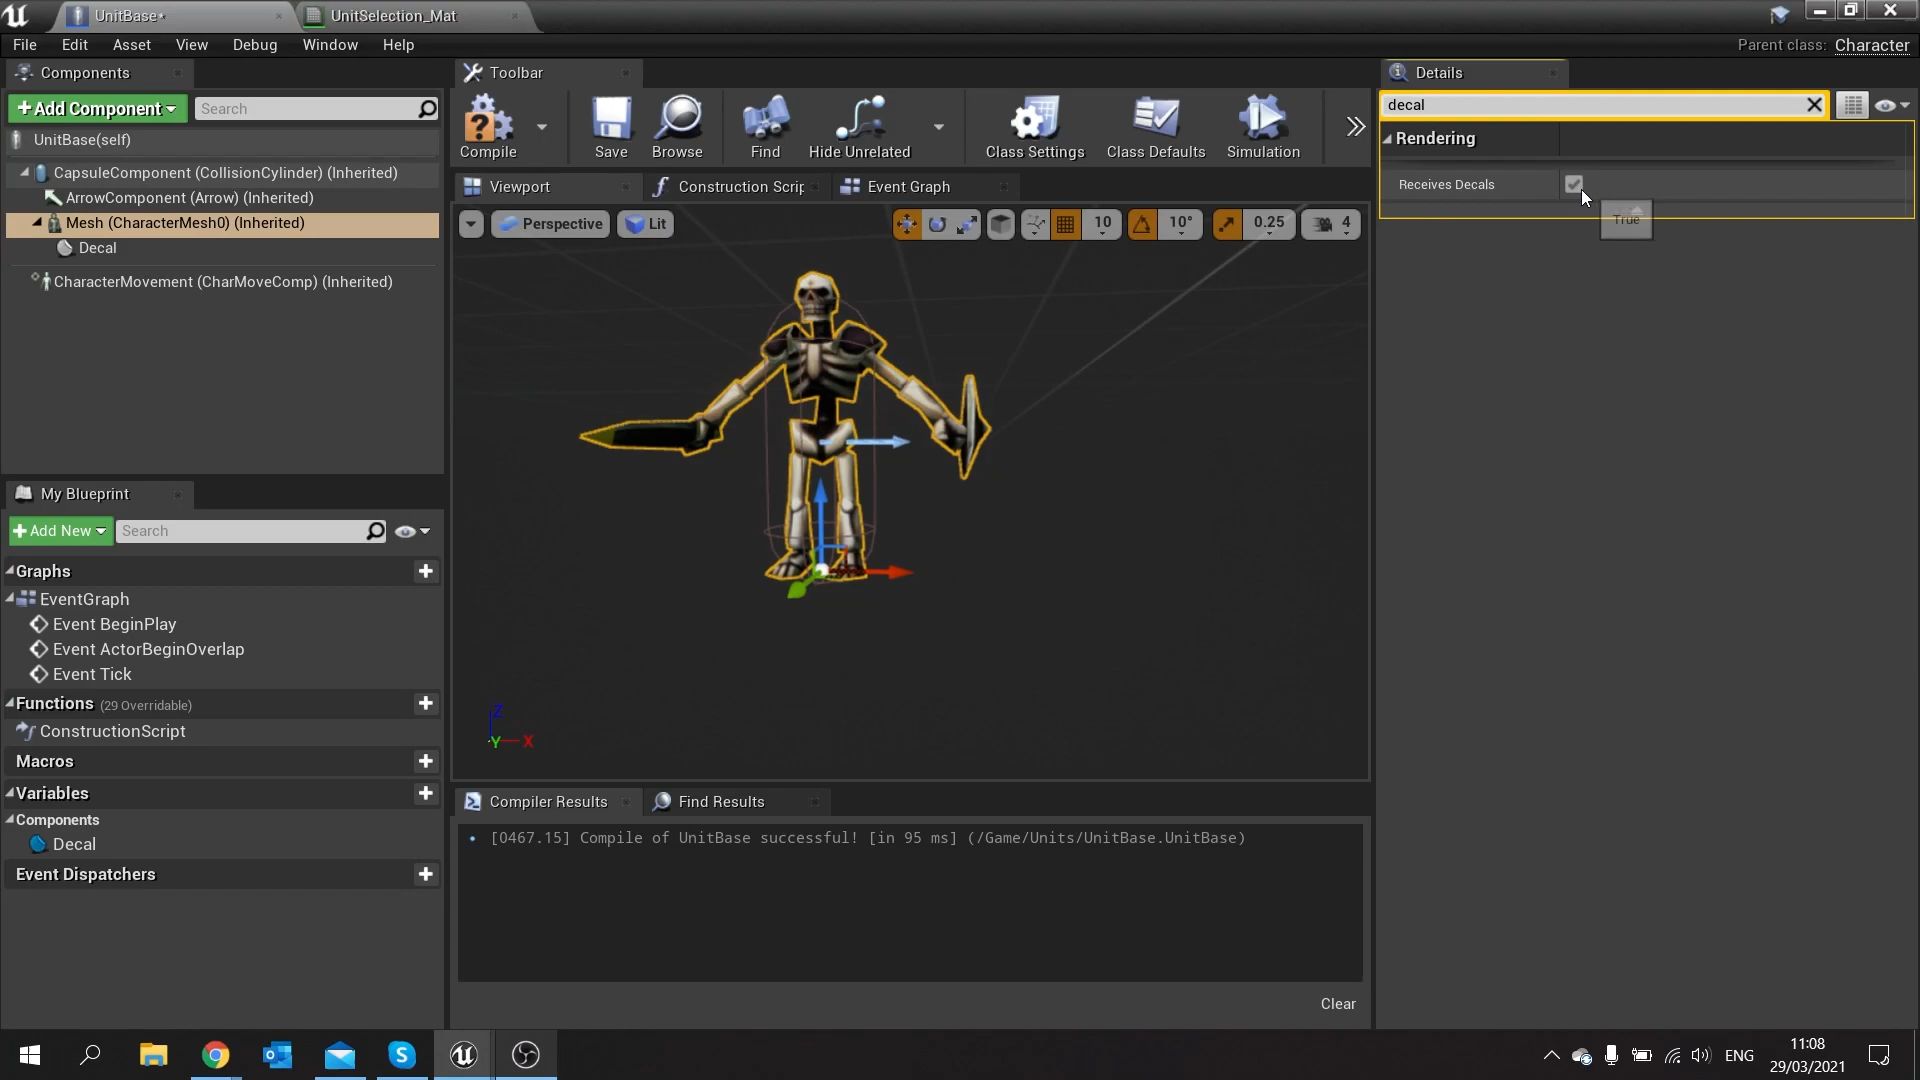 UnitBase*
UnitSelection_Mat
File Edit Asset View Debug Window Help
Parent class: Character
Components
Toolbar
Details
+Add Component
Search
Compile
Save
Browse
Find
Hide Unrelated
Class Settings
Class Defaults
Simulation
decal
UnitBase(self)
CapsuleComponent (CollisionCylinder) (Inherited)
ArrowComponent (Arrow) (Inherited)
Mesh (CharacterMesh0) (Inherited)
Decal
CharacterMovement (CharMoveComp) (Inherited)
Rendering
Receives Decals
True
Viewport
Construction Scrip
Event Graph
Perspective
Lit
10
10°
0.25
4
Z
Y
X
My Blueprint
+Add New
Search
Graphs
EventGraph
Event BeginPlay
Event ActorBeginOverlap
Event Tick
Functions (29 Overridable)
ConstructionScript
Macros
Variables
Components
Decal
Event Dispatchers
Compiler Results
Find Results
[0467.15] Compile of UnitBase successful! [in 95 ms] (/Game/Units/UnitBase.UnitBase)
Clear
ENG
11:08
29/03/2021